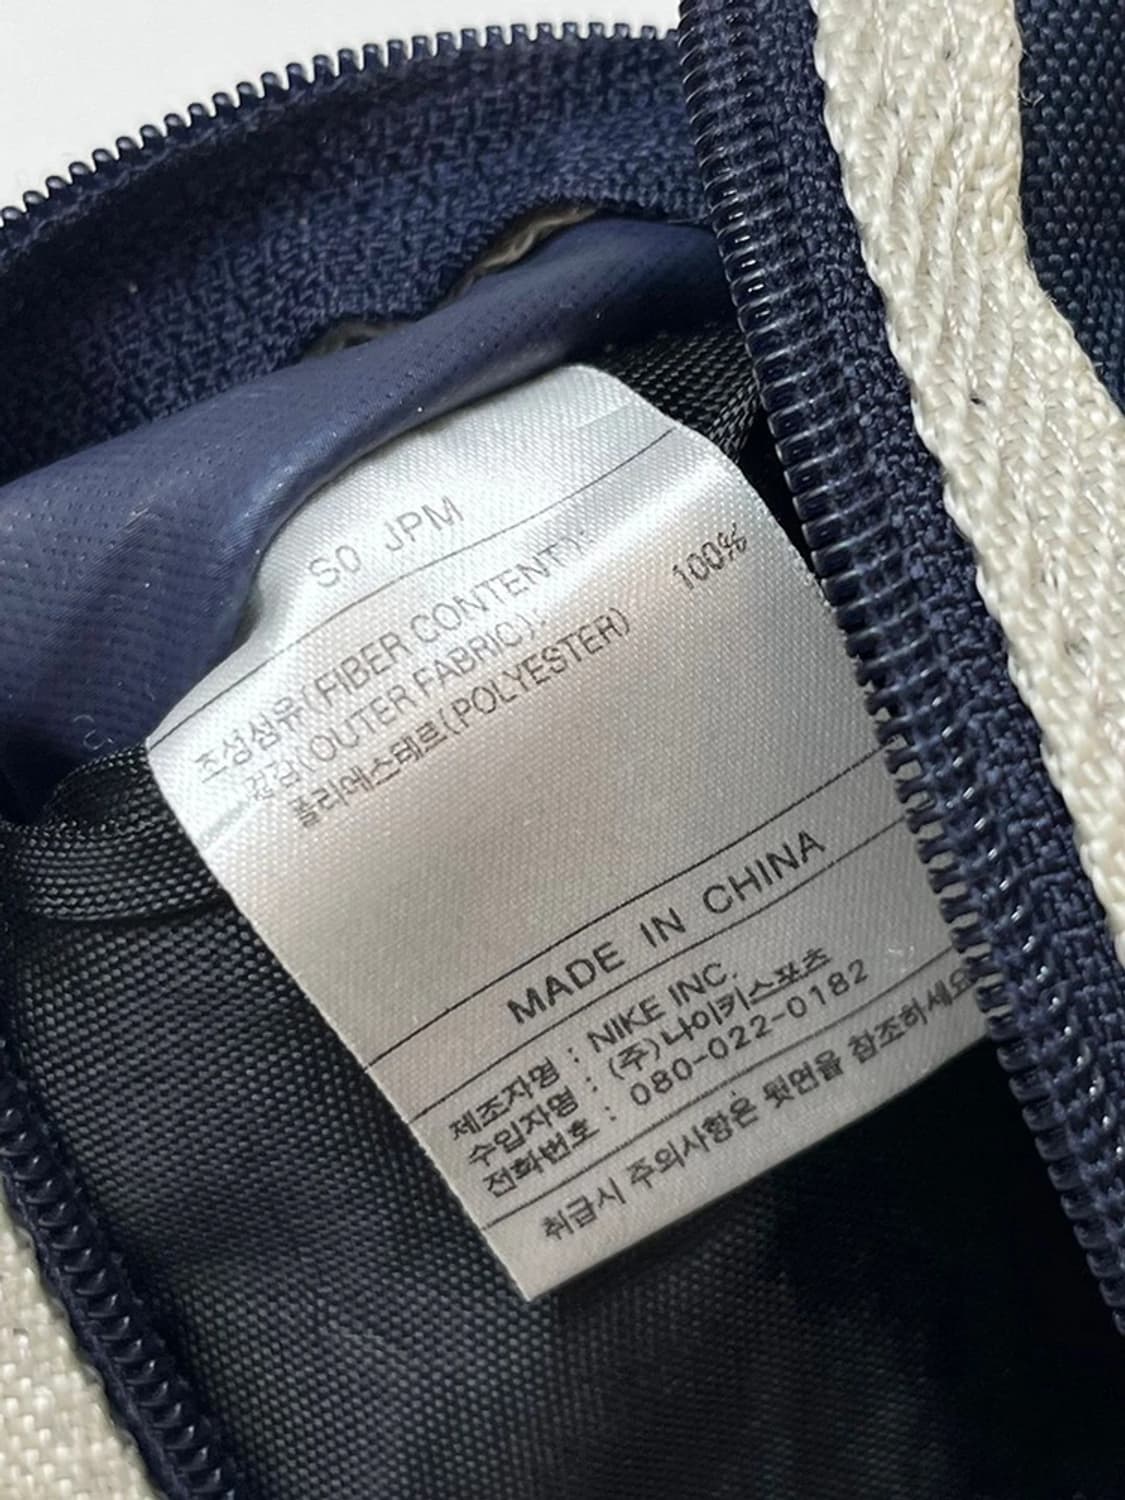 S0 JPM
조성섬유(FIBER CONTENT):
겉감(OUTER FABRIC):
폴리에스테르(POLYESTER) 100%
MADE IN CHINA
제조자명 : NIKE INC.
수입자명 : (주)나이키스포츠
전화번호 : 080-022-0182
취급시 주의사항은 뒷면을 참조하세요